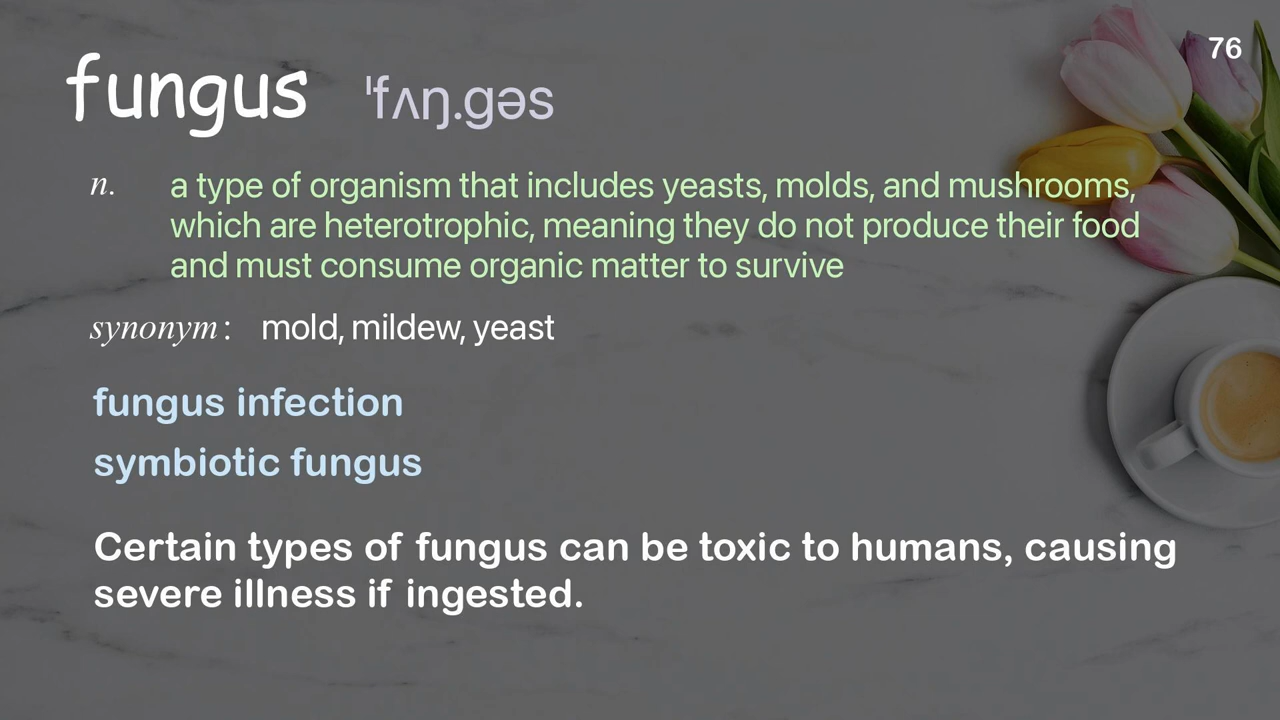 76
fungus ˈfʌŋ.gəs
n. a type of organism that includes yeasts, molds, and mushrooms,
which are heterotrophic, meaning they do not produce their food
and must consume organic matter to survive
synonym: mold, mildew, yeast
fungus infection
symbiotic fungus
Certain types of fungus can be toxic to humans, causing
severe illness if ingested.